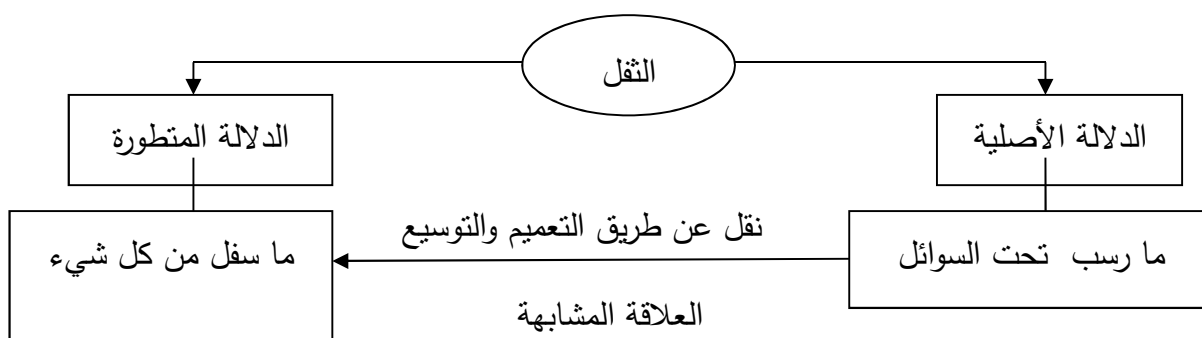 الثفل
الدلالة الأصلية
الدلالة المتطورة
ما رسب تحت السوائل
نقل عن طريق التعميم والتوسيع
العلاقة المشابهة
ما سفل من كل شيء